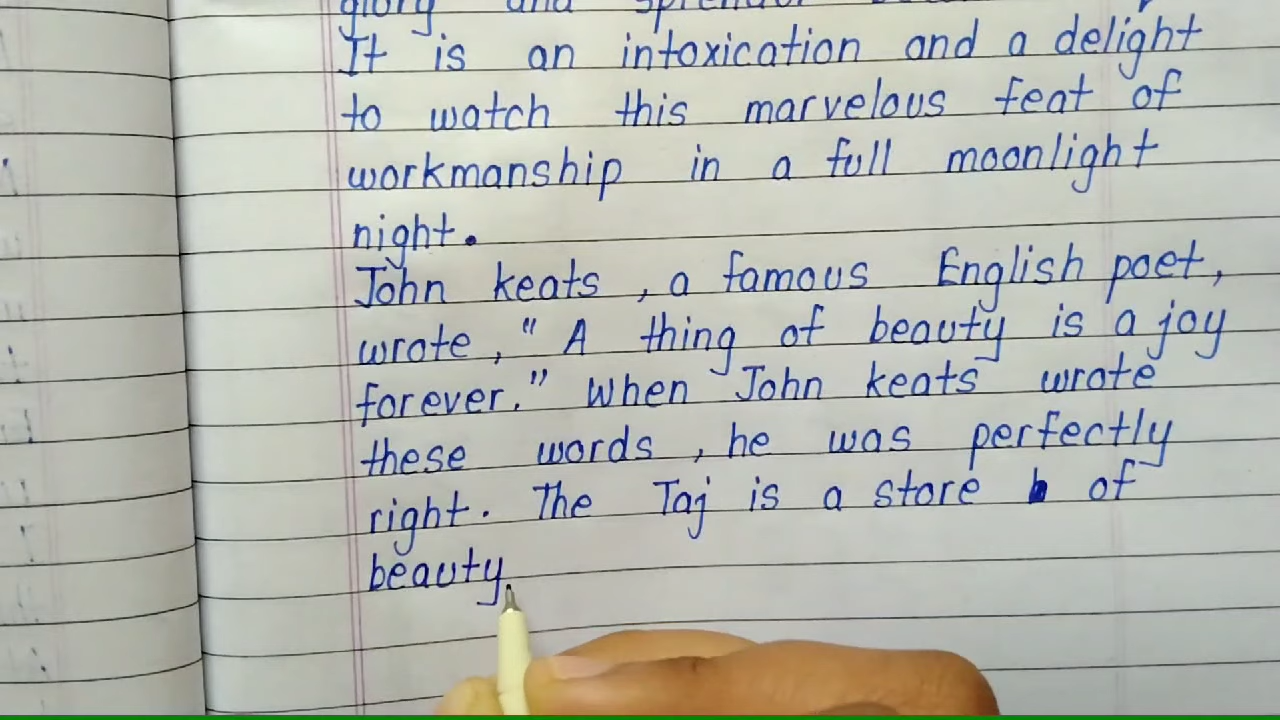 glory and
It is an intoxication and a delight
to watch this marvelous feat of
workmanship in a full moonlight
night.
John keats, a famous English poet,
wrote, "A thing of beauty is a joy
forever." When John keats wrote
these words, he was perfectly
right. The Taj is a store of
beauty.